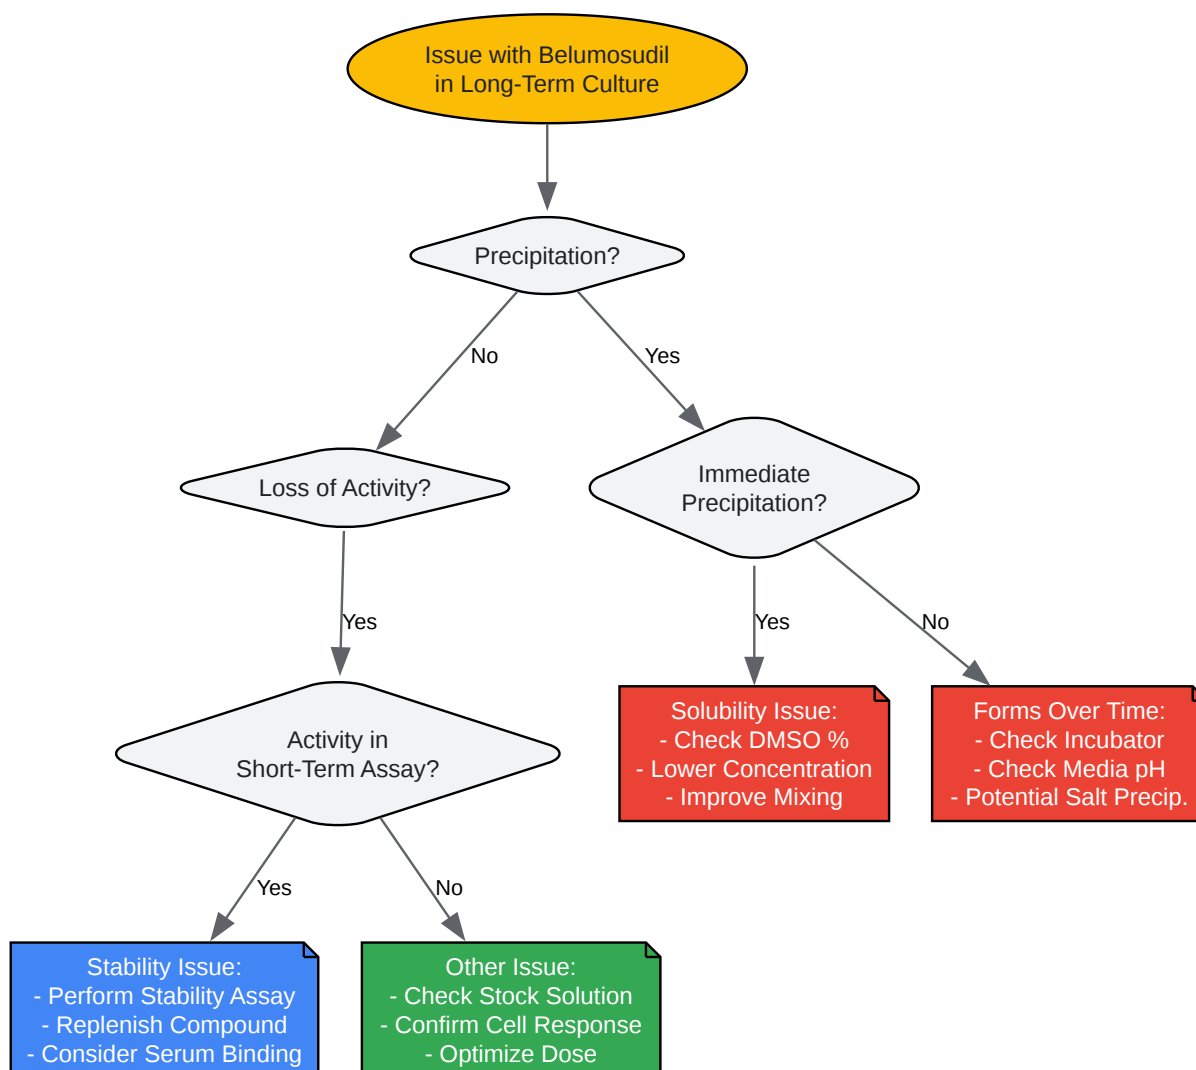 Issue with Belumosudil
in Long-Term Culture
Precipitation?
No
Yes
Loss of Activity?
Immediate
Precipitation?
Yes
Yes
No
Activity in
Short-Term Assay?
Solubility Issue:
- Check DMSO %
- Lower Concentration
- Improve Mixing
Forms Over Time:
- Check Incubator
- Check Media pH
- Potential Salt Precip.
Yes
No
Stability Issue:
- Perform Stability Assay
- Replenish Compound
- Consider Serum Binding
Other Issue:
- Check Stock Solution
- Confirm Cell Response
- Optimize Dose